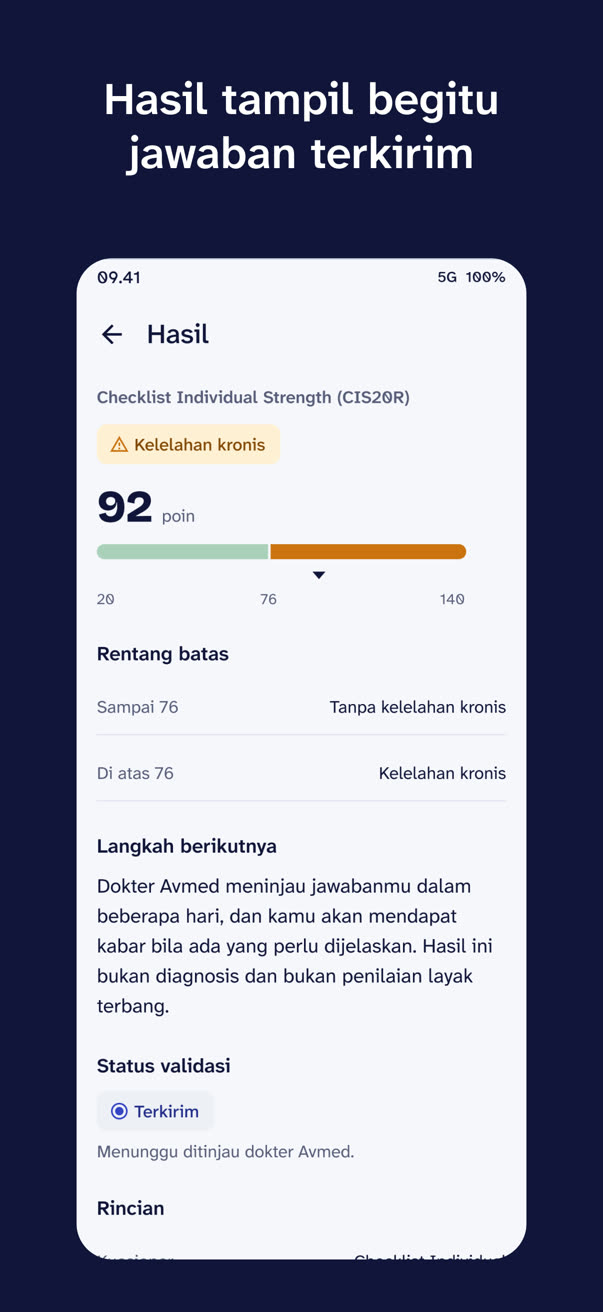 Hasil tampil begitu
jawaban terkirim
09.41
5G 100%
Hasil
Checklist Individual Strength (CIS20R)
Kelelahan kronis
92 poin
20 76 140
Rentang batas
Sampai 76 Tanpa kelelahan kronis
Di atas 76 Kelelahan kronis
Langkah berikutnya
Dokter Avmed meninjau jawabanmu dalam
beberapa hari, dan kamu akan mendapat
kabar bila ada yang perlu dijelaskan. Hasil ini
bukan diagnosis dan bukan penilaian layak
terbang.
Status validasi
Terkirim
Menunggu ditinjau dokter Avmed.
Rincian